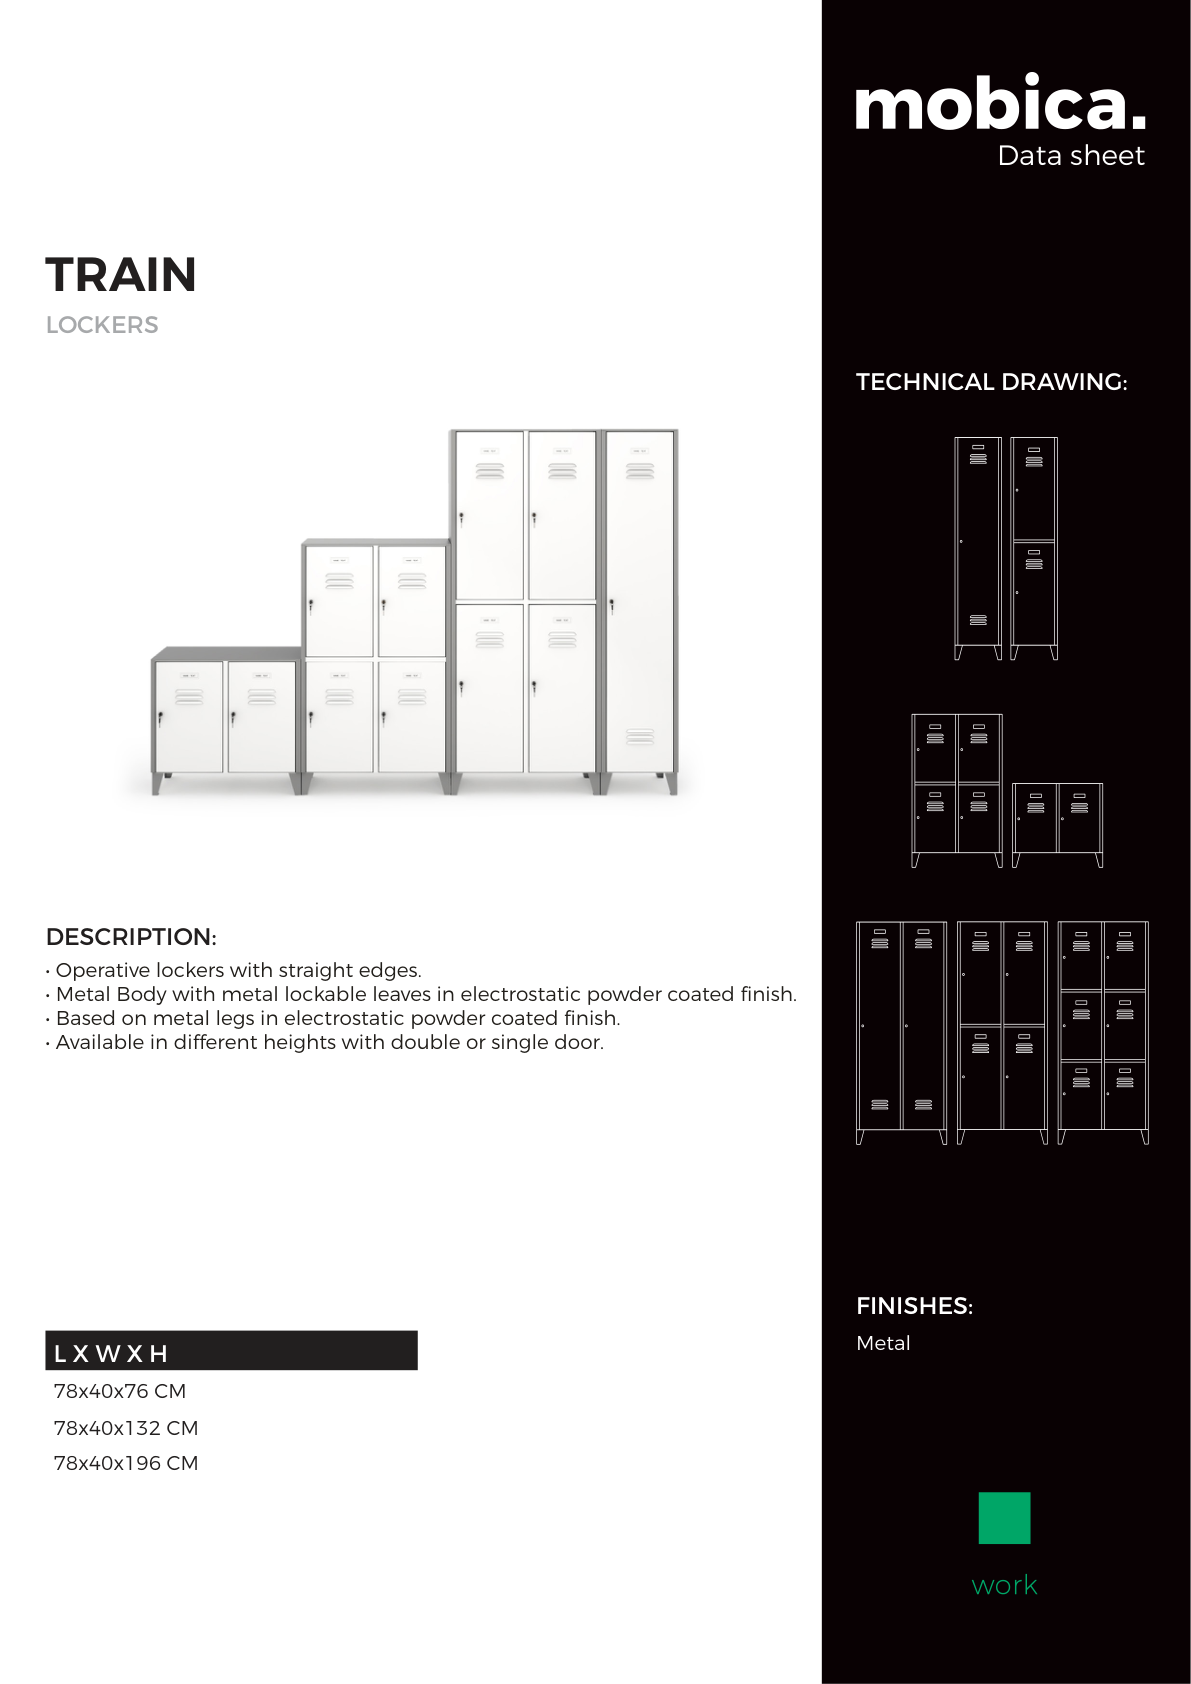 mobica.
Data sheet
TRAIN
LOCKERS
TECHNICAL DRAWING:
DESCRIPTION:
• Operative lockers with straight edges.
• Metal Body with metal lockable leaves in electrostatic powder coated finish.
• Based on metal legs in electrostatic powder coated finish.
• Available in different heights with double or single door.
L X W X H
78x40x76 CM
78x40x132 CM
78x40x196 CM
FINISHES:
Metal
work